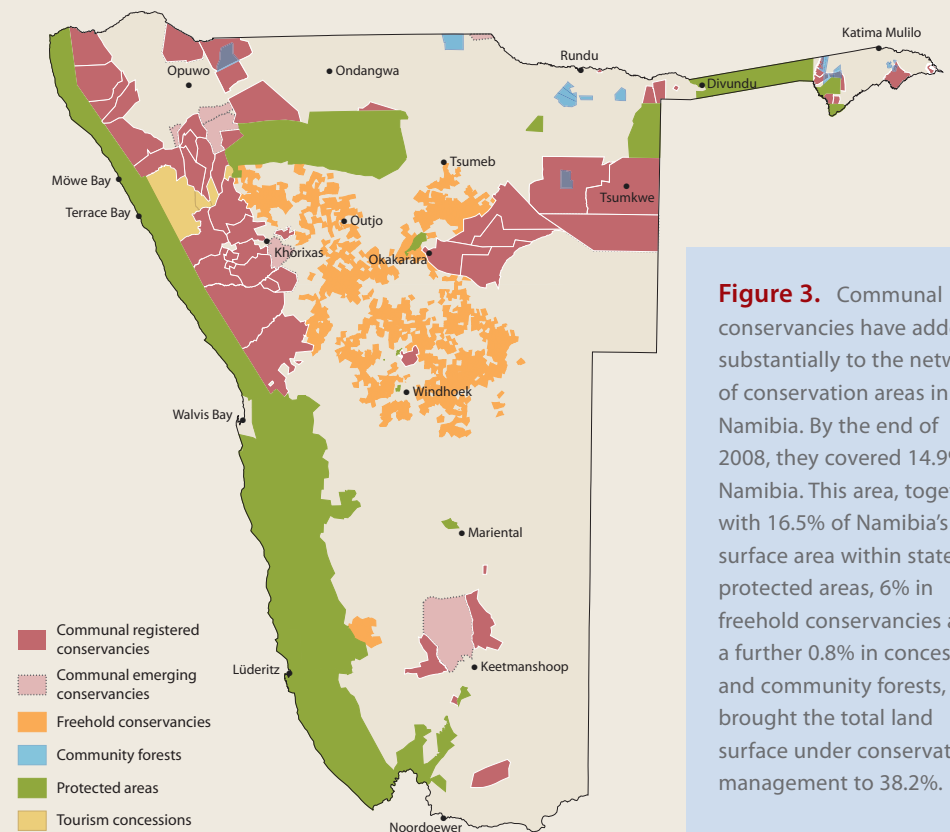 Katima Mulilo
Rundu
Opuwo
Ondangwa
Divundu
Tsumeb
Möwe Bay
Tsumkwe
Terrace Bay
Outjo
Khorixas
Okakarara
Windhoek
Walvis Bay
Mariental
Lüderitz
Keetmanshoop
Noordoewer
Communal registered
conservancies
Communal emerging
conservancies
Freehold conservancies
Community forests
Protected areas
Tourism concessions
Figure 3. Communal
conservancies have add
substantially to the netw
of conservation areas in
Namibia. By the end of
2008, they covered 14.9%
Namibia. This area, toget
with 16.5% of Namibia's
surface area within state
protected areas, 6% in
freehold conservancies a
a further 0.8% in conces
and community forests,
brought the total land
surface under conservat
management to 38.2%.